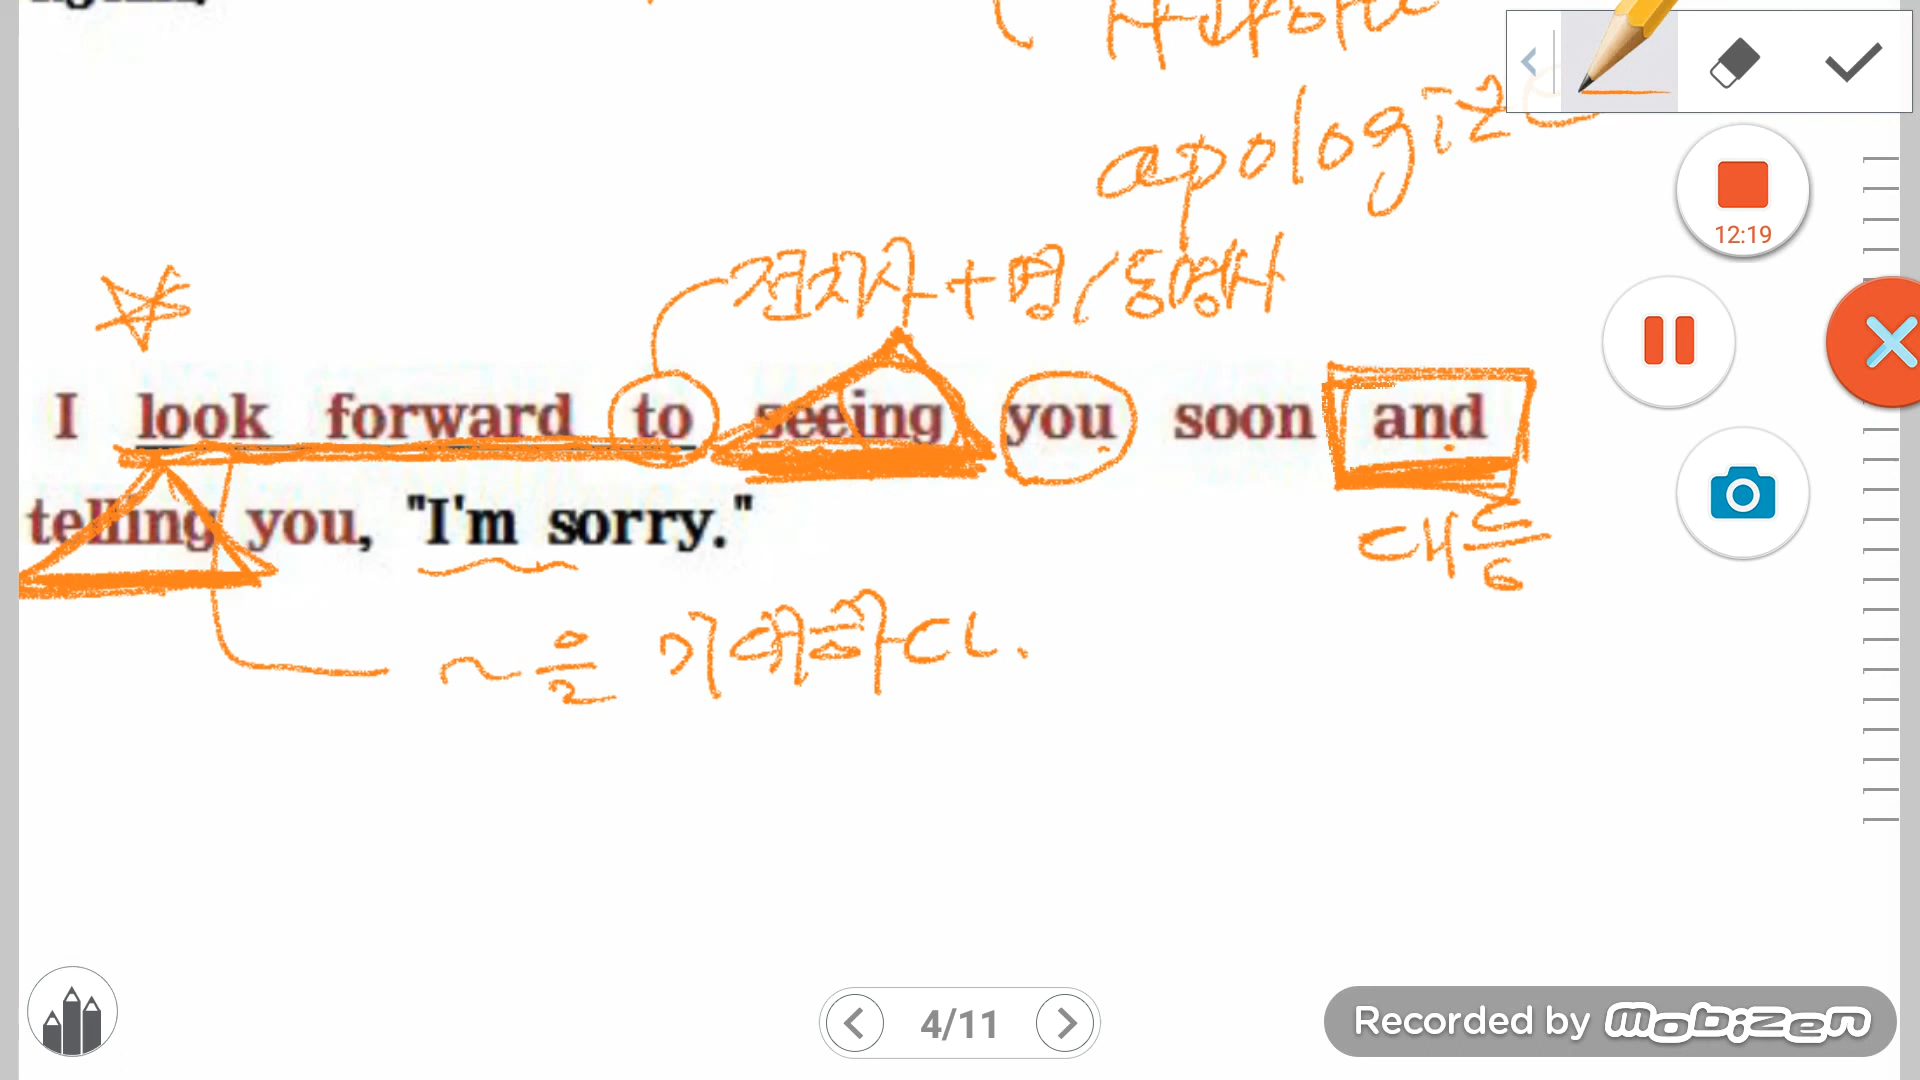 apologize
12:19
전치사 + 명/동명사
I look forward to seeing you soon and
telling you, "I'm sorry."
대등
~을 기대하다.
4/11
Recorded by mobizen